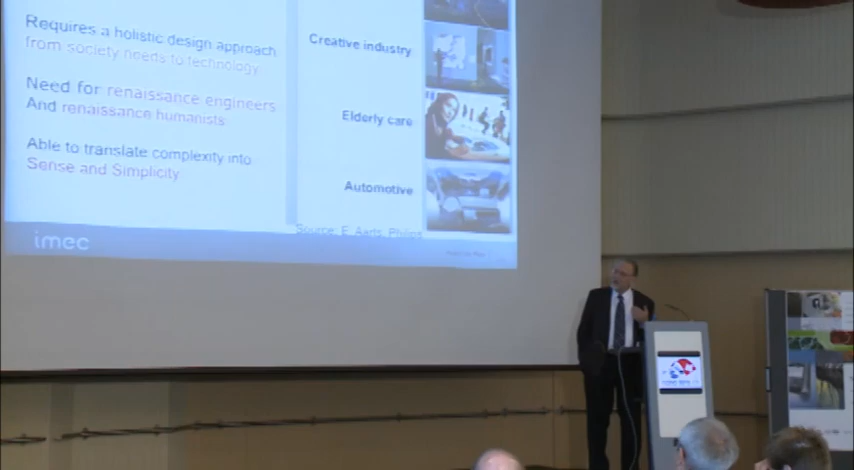 Requires a holistic design approach
from society needs to technology
Need for renaissance engineers
And renaissance humanists
Able to translate complexity into
Sense and Simplicity
Creative industry
Elderly care
Automotive
Source: E. Aarts, Philips
imec